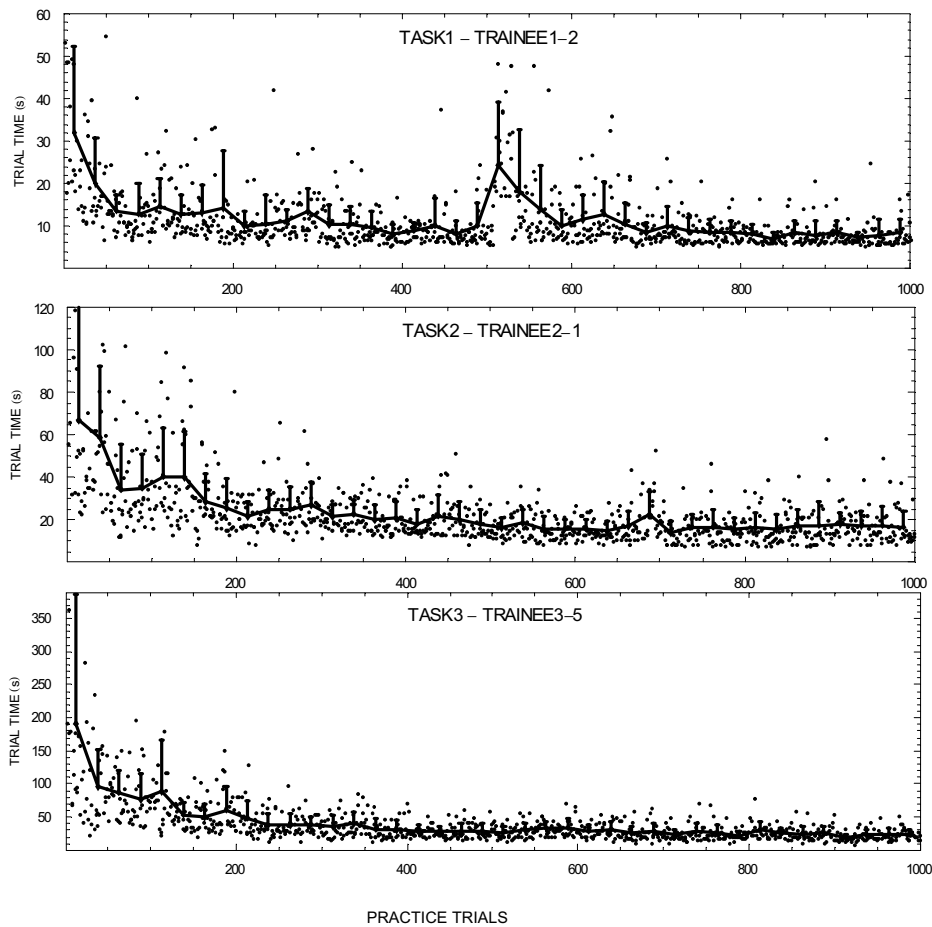 60
TASK1 – TRAINEE1–2
50
40
30
20
10
TRIAL TIME (s)
200 400 600 800 1000
120
TASK2 – TRAINEE2–1
100
80
60
40
20
TRIAL TIME (s)
200 400 600 800 1000
TASK3 – TRAINEE3–5
350
300
250
200
150
100
50
TRIAL TIME (s)
200 400 600 800 1000
PRACTICE TRIALS